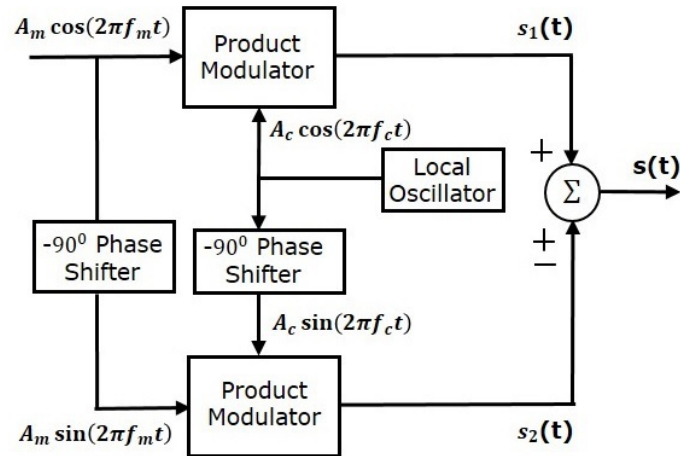 A_m cos(2πf_m t)
Product
Modulator
s₁(t)
A_c cos(2πf_c t)
Local
Oscillator
+
Σ
s(t)
±
-90⁰ Phase
Shifter
-90⁰ Phase
Shifter
A_c sin(2πf_c t)
Product
Modulator
A_m sin(2πf_m t)
s₂(t)